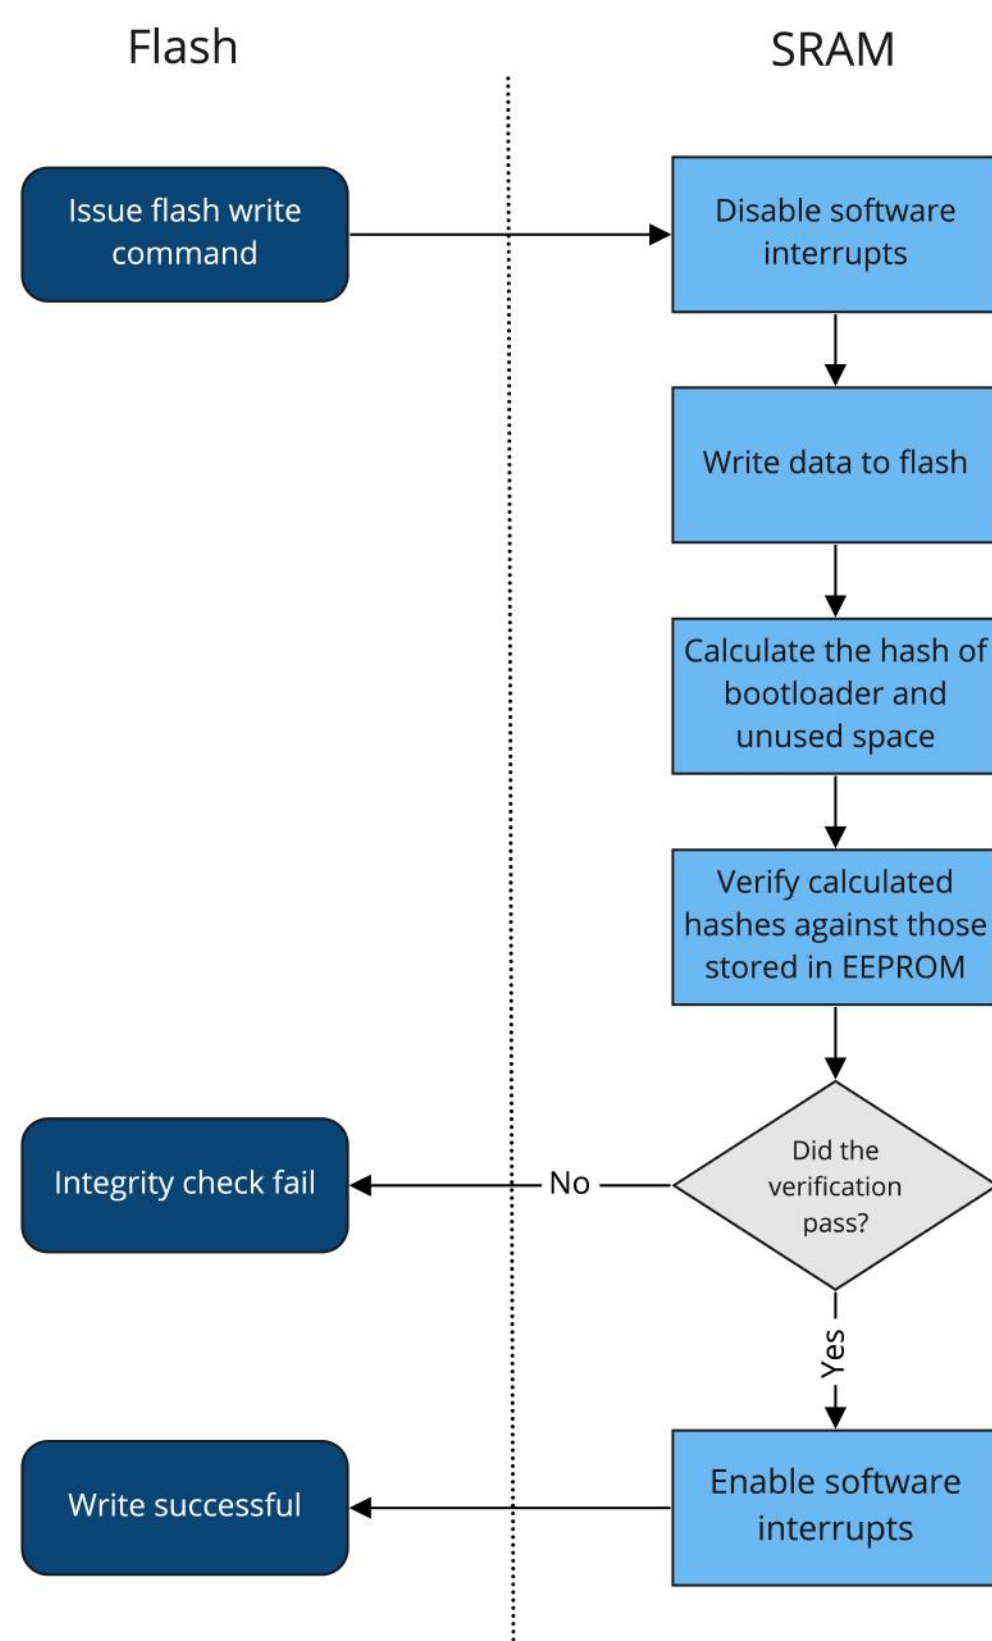 Flash
SRAM
Issue flash write
command
Disable software
interrupts
Write data to flash
Calculate the hash of
bootloader and
unused space
Verify calculated
hashes against those
stored in EEPROM
Did the
verification
pass?
No
Integrity check fail
Yes
Enable software
interrupts
Write successful